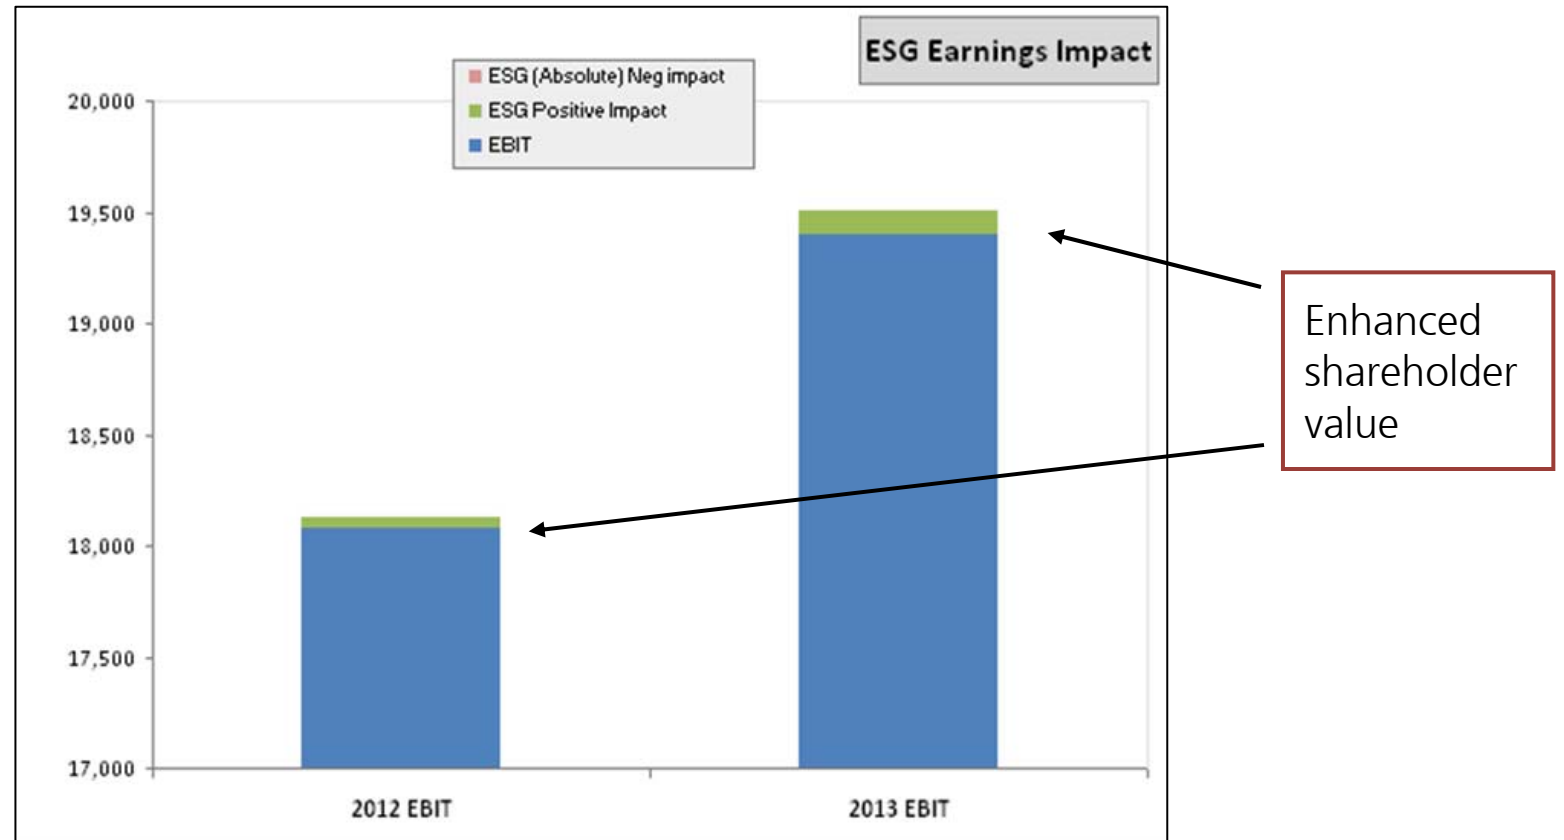 ESG Earnings Impact
ESG (Absolute) Neg impact
ESG Positive Impact
EBIT
20,000
19,500
19,000
18,500
18,000
17,500
17,000
2012 EBIT
2013 EBIT
Enhanced
shareholder
value